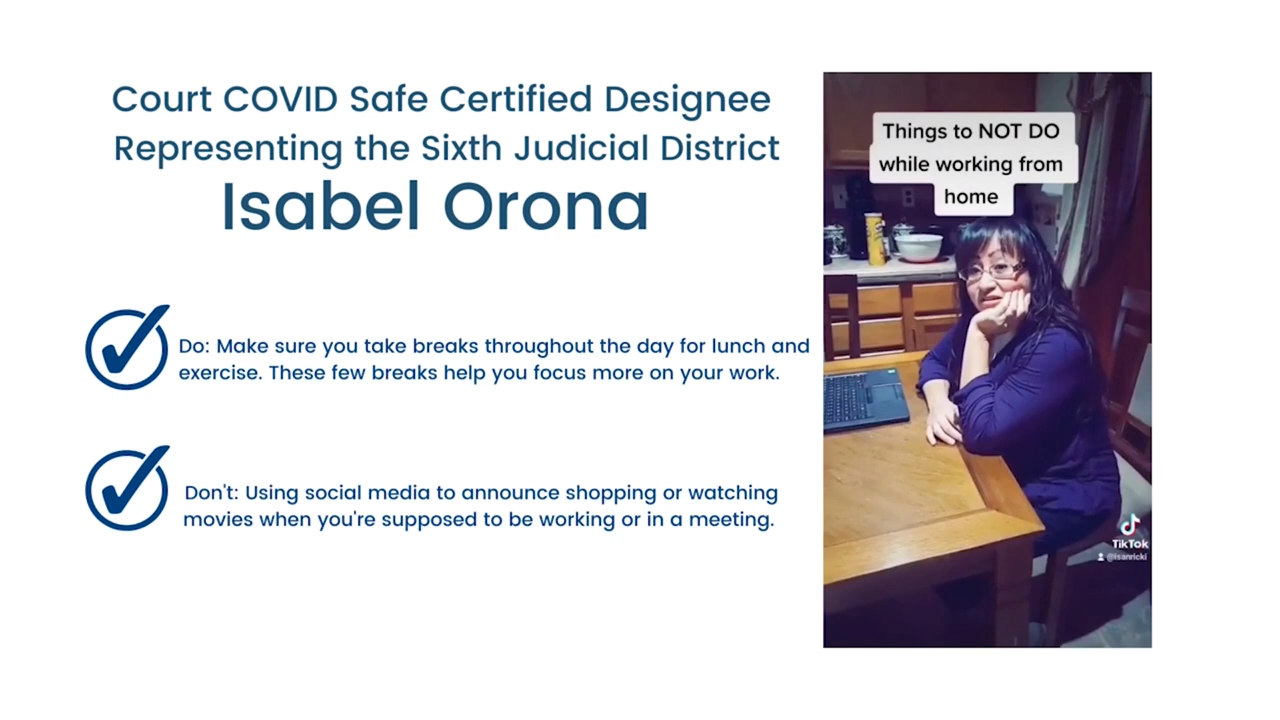 Court COVID Safe Certified Designee
Representing the Sixth Judicial District
Isabel Orona
Do: Make sure you take breaks throughout the day for lunch and
exercise. These few breaks help you focus more on your work.
Don't: Using social media to announce shopping or watching
movies when you're supposed to be working or in a meeting.
Things to NOT DO
while working from
home
TikTok
@isanricki